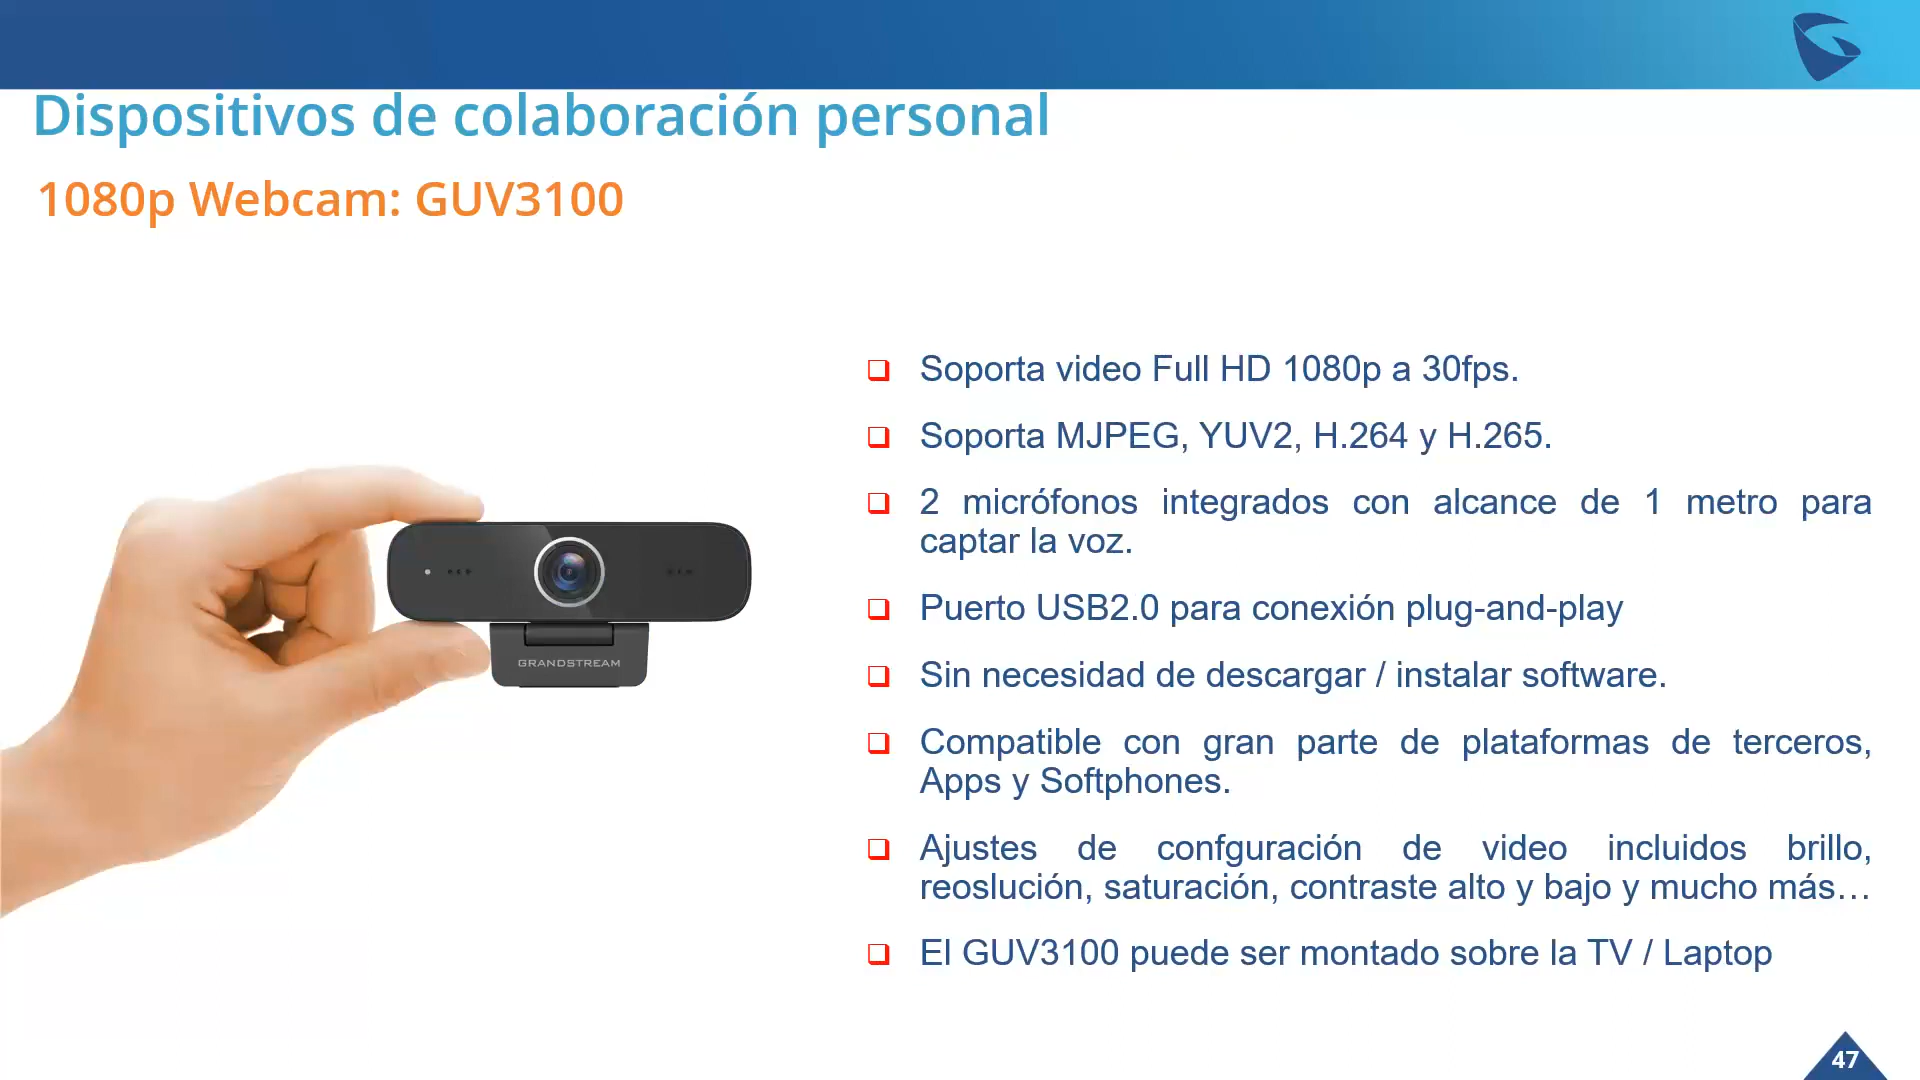 Dispositivos de colaboración personal
1080p Webcam: GUV3100
Soporta video Full HD 1080p a 30fps.
Soporta MJPEG, YUV2, H.264 y H.265.
2 micrófonos integrados con alcance de 1 metro para
captar la voz.
Puerto USB2.0 para conexión plug-and-play
Sin necesidad de descargar / instalar software.
Compatible con gran parte de plataformas de terceros,
Apps y Softphones.
Ajustes de confguración de video incluidos brillo,
reoslución, saturación, contraste alto y bajo y mucho más…
El GUV3100 puede ser montado sobre la TV / Laptop
GRANDSTREAM
47